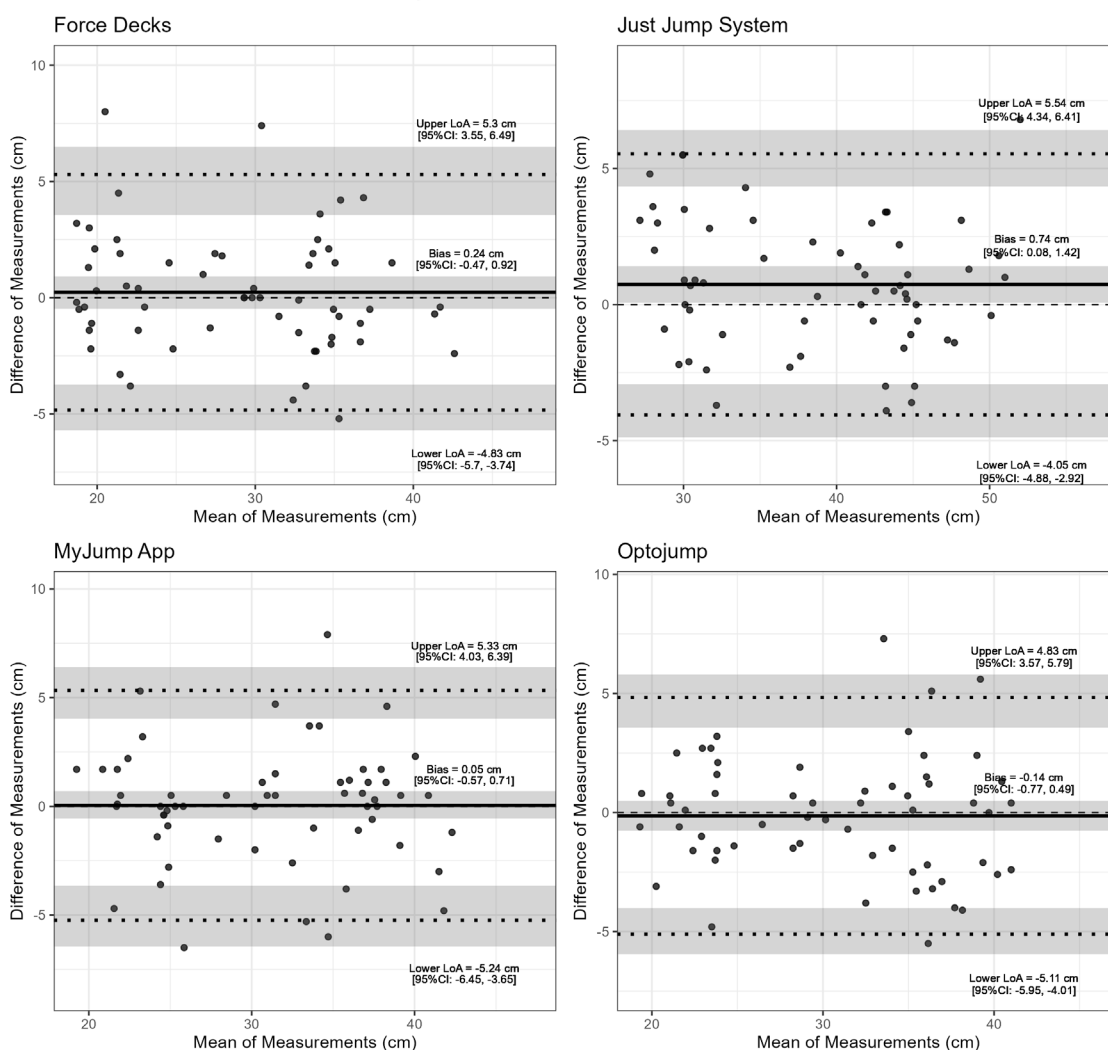 Force Decks
Difference of Measurements (cm)
10
5
0
-5
Upper LoA = 5.3 cm
[95%CI: 3.55, 6.49]
Bias = 0.24 cm
[95%CI: -0.47, 0.92]
Lower LoA = -4.83 cm
[95%CI: -5.7, -3.74]
20 30 40
Mean of Measurements (cm)
Just Jump System
Difference of Measurements (cm)
5
0
-5
Upper LoA = 5.54 cm
[95%CI: 4.34, 6.41]
Bias = 0.74 cm
[95%CI: 0.08, 1.42]
Lower LoA = -4.05 cm
[95%CI: -4.88, -2.92]
30 40 50
Mean of Measurements (cm)
MyJump App
Difference of Measurements (cm)
10
5
0
-5
Upper LoA = 5.33 cm
[95%CI: 4.03, 6.39]
Bias = 0.05 cm
[95%CI: -0.57, 0.71]
Lower LoA = -5.24 cm
[95%CI: -6.45, -3.65]
20 30 40
Mean of Measurements (cm)
Optojump
Difference of Measurements (cm)
10
5
0
-5
Upper LoA = 4.83 cm
[95%CI: 3.57, 5.79]
Bias = -0.14 cm
[95%CI: -0.77, 0.49]
Lower LoA = -5.11 cm
[95%CI: -5.95, -4.01]
20 30 40
Mean of Measurements (cm)